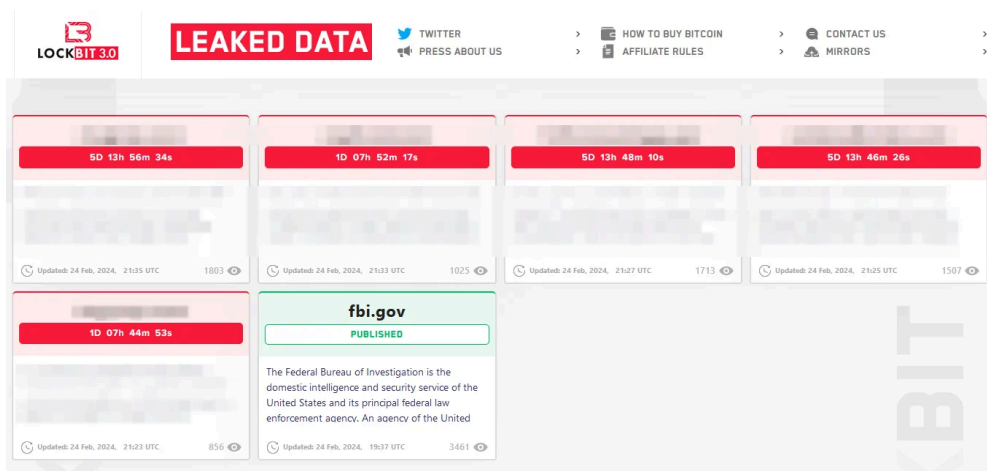 LOCKBIT 3.0
LEAKED DATA
TWITTER >
PRESS ABOUT US >
HOW TO BUY BITCOIN >
AFFILIATE RULES >
CONTACT US >
MIRRORS >
5D 13h 56m 34s
Updated: 24 Feb, 2024, 21:35 UTC 1803
1D 07h 52m 17s
Updated: 24 Feb, 2024, 21:33 UTC 1025
5D 13h 48m 10s
Updated: 24 Feb, 2024, 21:27 UTC 1713
5D 13h 46m 26s
Updated: 24 Feb, 2024, 21:25 UTC 1507
1D 07h 44m 53s
Updated: 24 Feb, 2024, 21:23 UTC 856
fbi.gov
PUBLISHED
The Federal Bureau of Investigation is the
domestic intelligence and security service of the
United States and its principal federal law
enforcement agency. An agency of the United
Updated: 24 Feb, 2024, 19:37 UTC 3461
KBIT